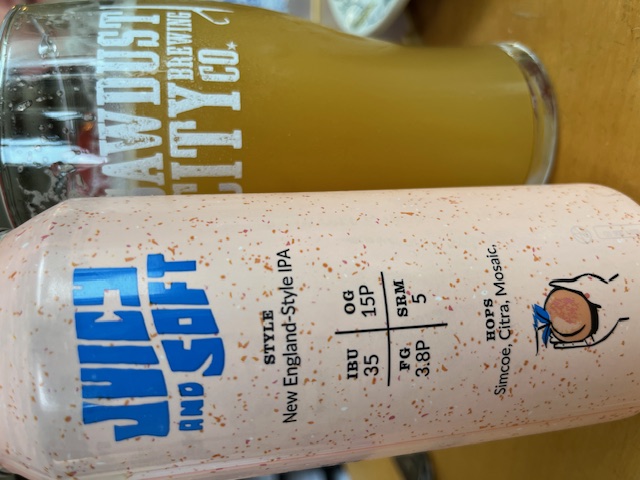 SAWDUST
CITY BREWING CO.
JUICY
AND SOFT
STYLE
New England-Style IPA
IBU
35
OG
15P
FG
3.8P
SRM
5
HOPS
Simcoe, Citra, Mosaic.